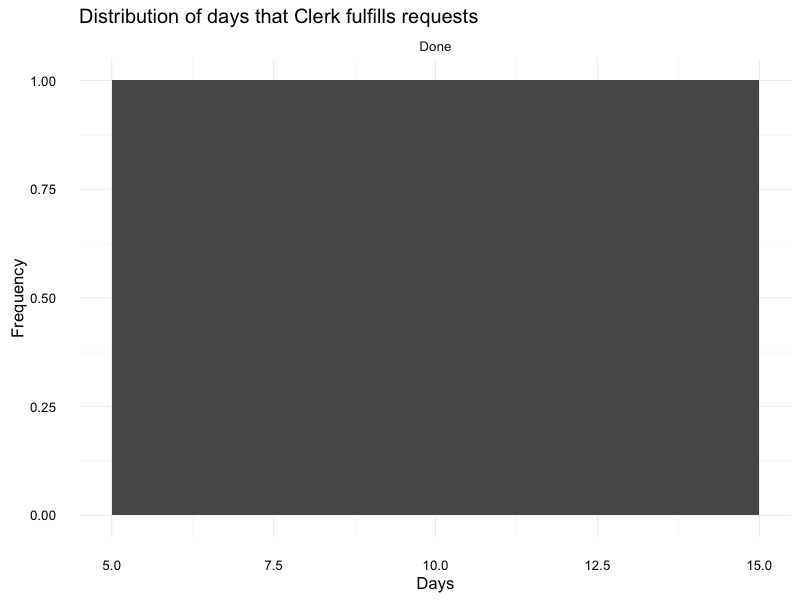 Distribution of days that Clerk fulfills requests
Done
1.00
0.75
0.50
0.25
0.00
Frequency
5.0 7.5 10.0 12.5 15.0
Days